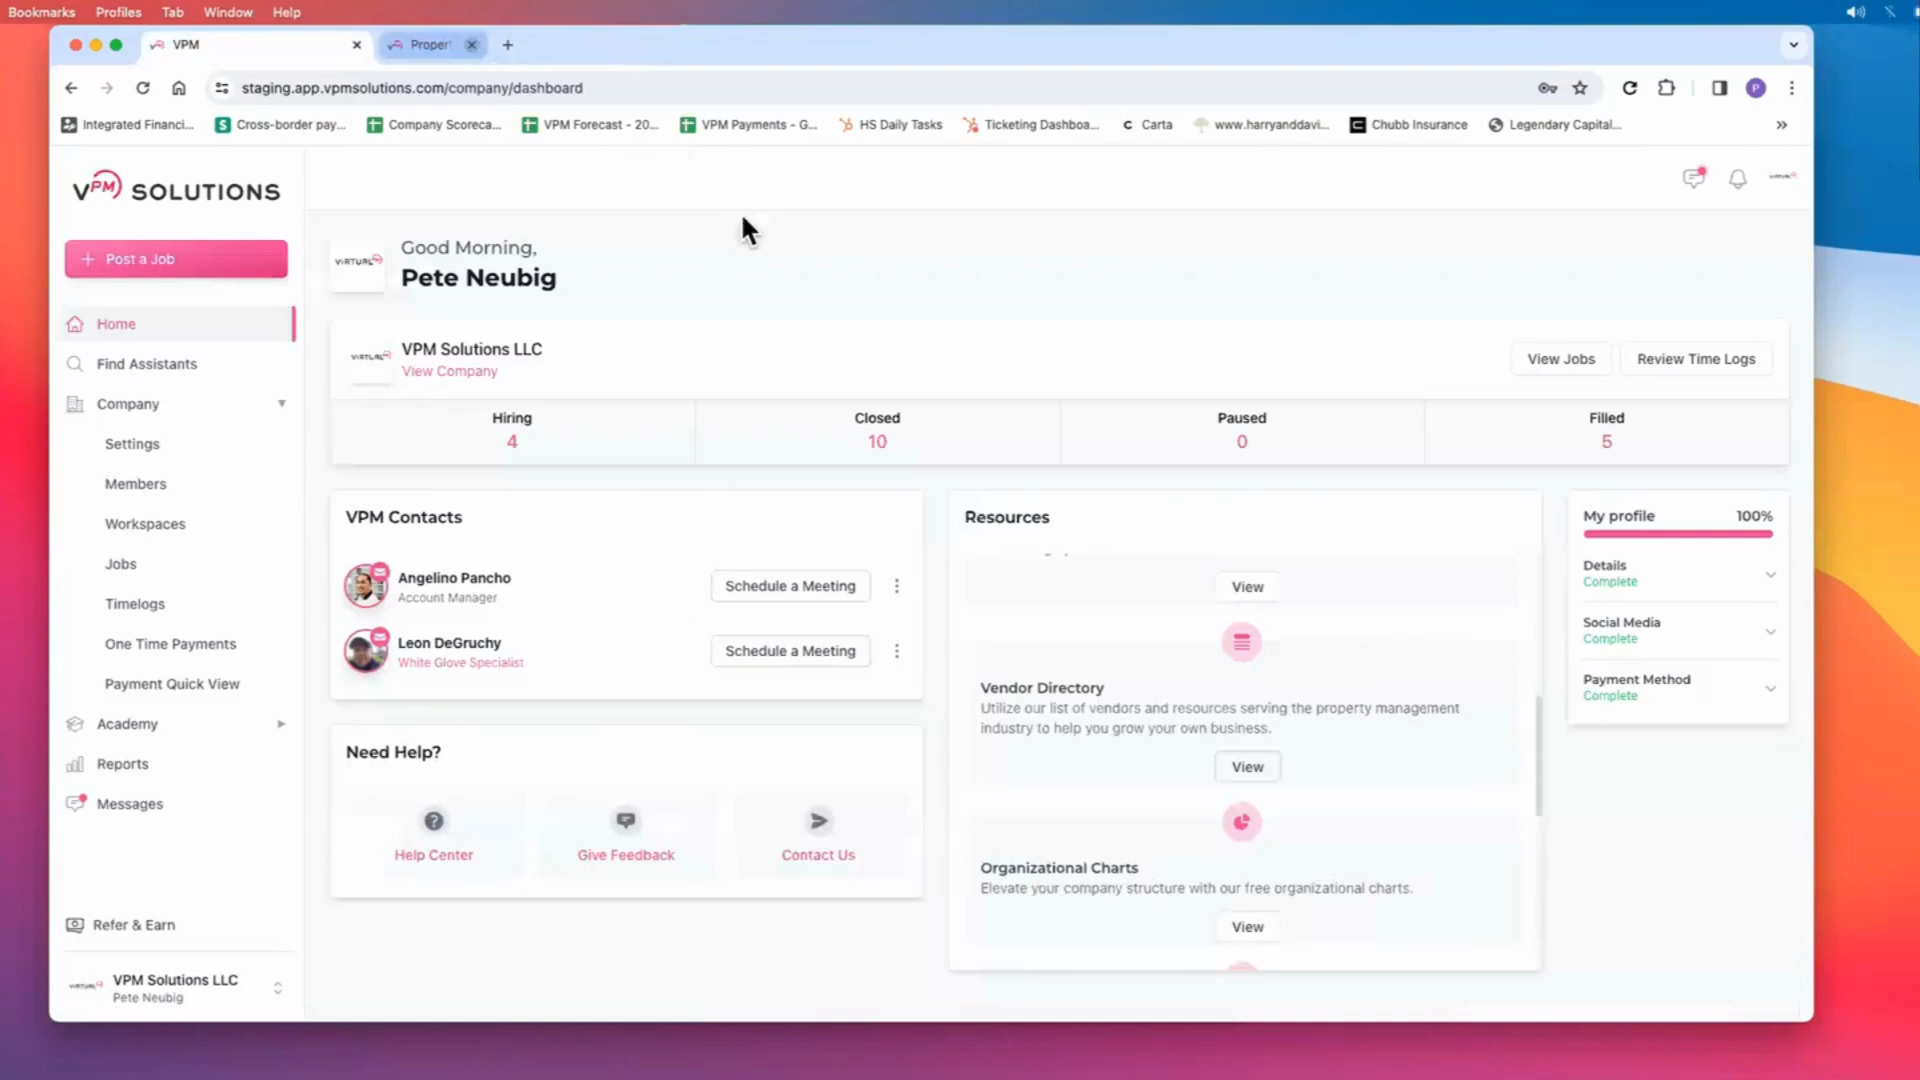 Bookmarks Profiles Tab Window Help
VPM Proper
staging.app.vpmsolutions.com/company/dashboard P
Integrated Financi... Cross-border pay... Company Scoreca... VPM Forecast - 20... VPM Payments - G... HS Daily Tasks Ticketing Dashboa... Carta www.harryanddavi... Chubb Insurance Legendary Capital...
VPM SOLUTIONS
+ Post a Job
Home
Find Assistants
Company
Settings
Members
Workspaces
Jobs
Timelogs
One Time Payments
Payment Quick View
Academy
Reports
Messages
Refer & Earn
VPM Solutions LLC
Pete Neubig
Good Morning,
Pete Neubig
VPM Solutions LLC
View Company
View Jobs Review Time Logs
Hiring Closed Paused Filled
4 10 0 5
VPM Contacts
Angelino Pancho
Account Manager
Schedule a Meeting
Leon DeGruchy
White Glove Specialist
Schedule a Meeting
Need Help?
Help Center Give Feedback Contact Us
Resources
View
Vendor Directory
Utilize our list of vendors and resources serving the property management
industry to help you grow your own business.
View
Organizational Charts
Elevate your company structure with our free organizational charts.
View
My profile 100%
Details
Complete
Social Media
Complete
Payment Method
Complete